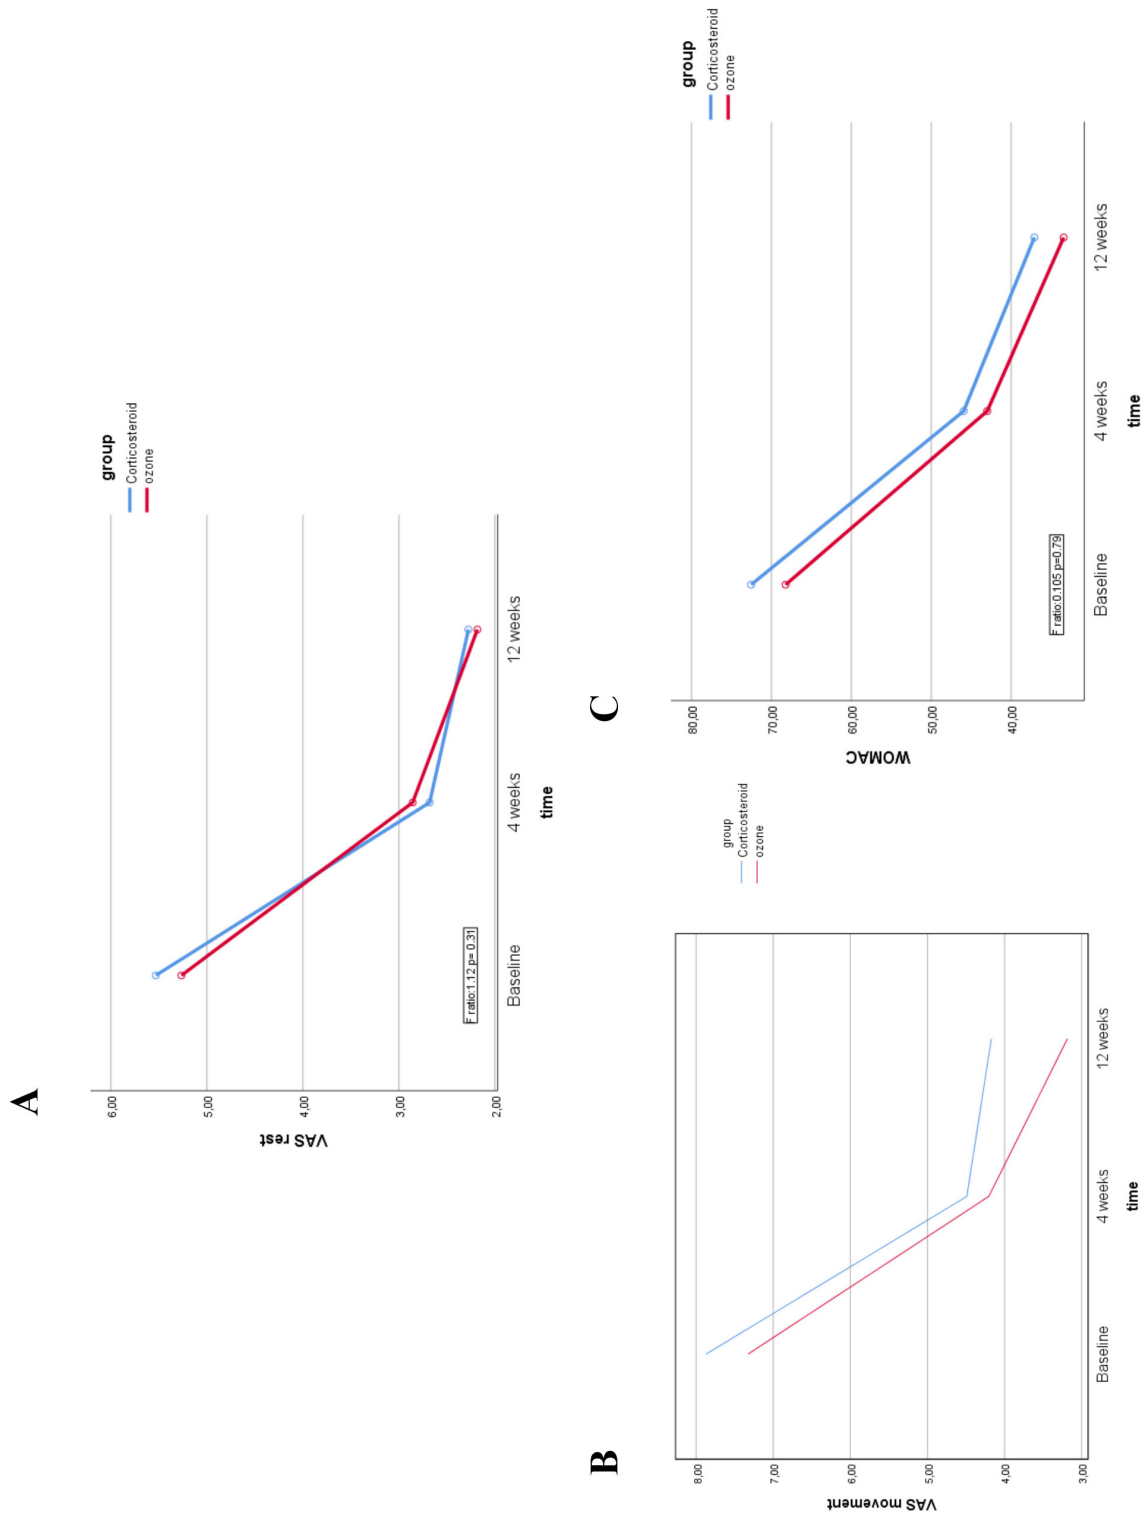 A
group
Corticosteroid
ozone
6,00
5,00
4,00
3,00
2,00
VAS rest
F ratio:1.12 p= 0.31
Baseline
4 weeks
12 weeks
time
B
group
Corticosteroid
ozone
8,00
7,00
6,00
5,00
4,00
3,00
VAS movement
Baseline
4 weeks
12 weeks
time
C
group
Corticosteroid
ozone
80,00
70,00
60,00
50,00
40,00
WOMAC
F ratio:0.105 p=0.79
Baseline
4 weeks
12 weeks
time